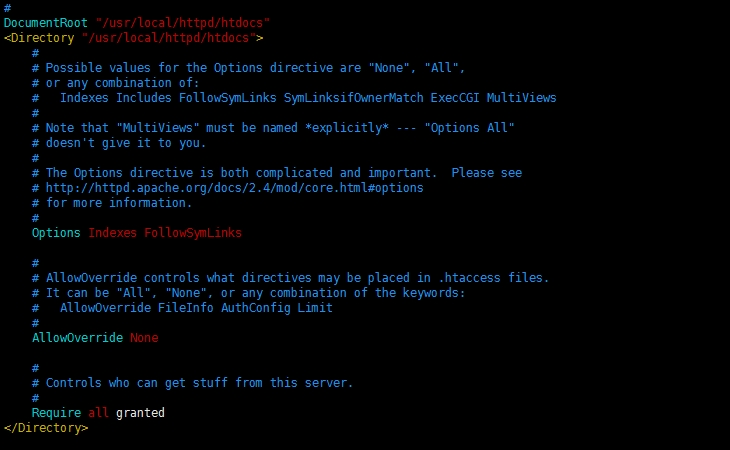 #
DocumentRoot "/usr/local/httpd/htdocs"
<Directory "/usr/local/httpd/htdocs">
    #
    # Possible values for the Options directive are "None", "All",
    # or any combination of:
    #   Indexes Includes FollowSymLinks SymLinksifOwnerMatch ExecCGI MultiViews
    #
    # Note that "MultiViews" must be named *explicitly* --- "Options All"
    # doesn't give it to you.
    #
    # The Options directive is both complicated and important.  Please see
    # http://httpd.apache.org/docs/2.4/mod/core.html#options
    # for more information.
    #
    Options Indexes FollowSymLinks

    #
    # AllowOverride controls what directives may be placed in .htaccess files.
    # It can be "All", "None", or any combination of the keywords:
    #   AllowOverride FileInfo AuthConfig Limit
    #
    AllowOverride None

    #
    # Controls who can get stuff from this server.
    #
    Require all granted
</Directory>